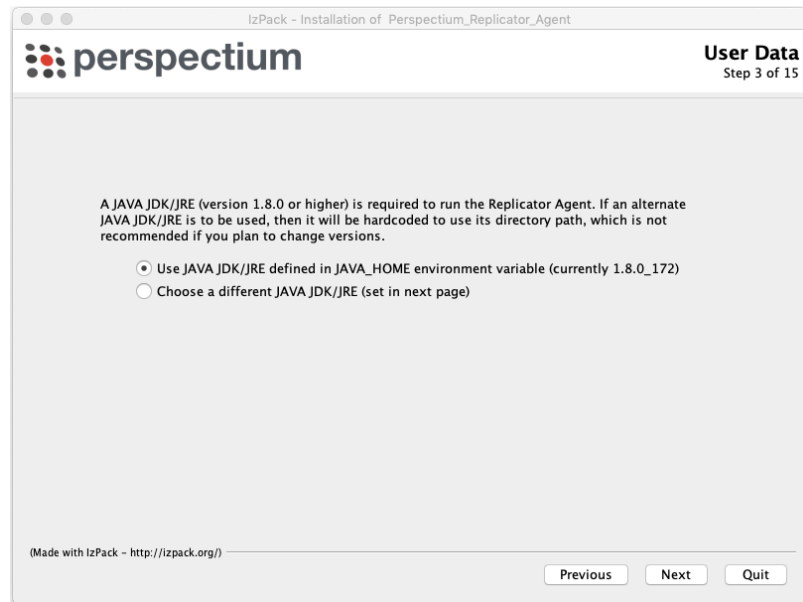 IzPack - Installation of Perspectium_Replicator_Agent
perspectium
User Data
Step 3 of 15
A JAVA JDK/JRE (version 1.8.0 or higher) is required to run the Replicator Agent. If an alternate
JAVA JDK/JRE is to be used, then it will be hardcoded to use its directory path, which is not
recommended if you plan to change versions.
Use JAVA JDK/JRE defined in JAVA_HOME environment variable (currently 1.8.0_172)
Choose a different JAVA JDK/JRE (set in next page)
(Made with IzPack - http://izpack.org/)
Previous Next Quit